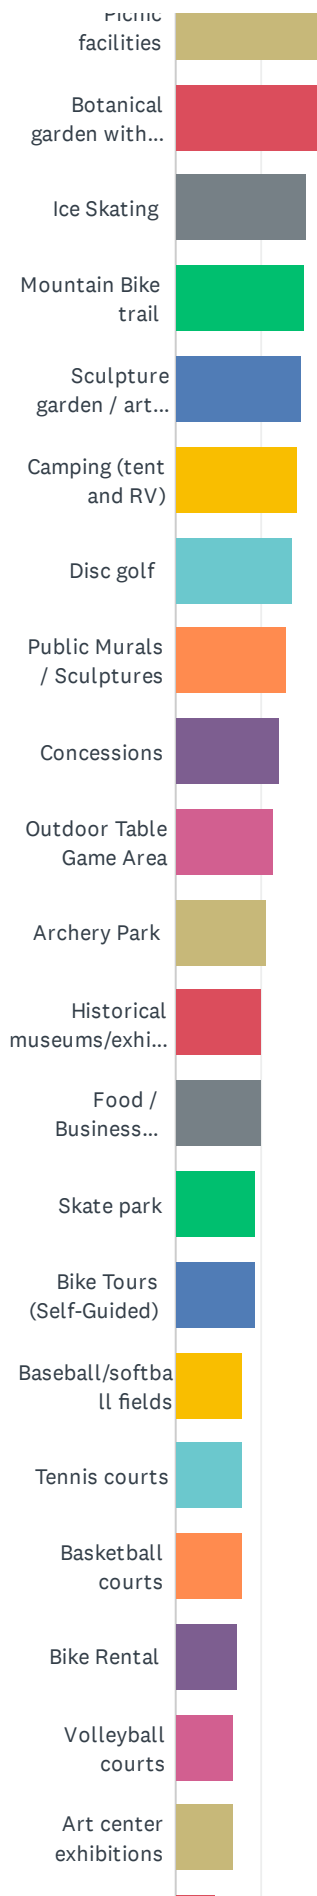 Picnic
facilities
Botanical
garden with...
Ice Skating
Mountain Bike
trail
Sculpture
garden / art...
Camping (tent
and RV)
Disc golf
Public Murals
/ Sculptures
Concessions
Outdoor Table
Game Area
Archery Park
Historical
museums/exhi...
Food /
Business...
Skate park
Bike Tours
(Self-Guided)
Baseball/softba
ll fields
Tennis courts
Basketball
courts
Bike Rental
Volleyball
courts
Art center
exhibitions